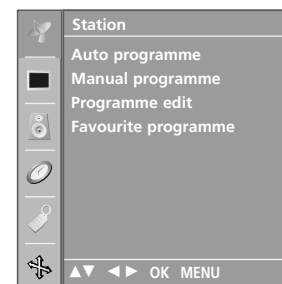 Station
Auto programme
Manual programme
Programme edit
Favourite programme
▲▼ ◄► OK MENU